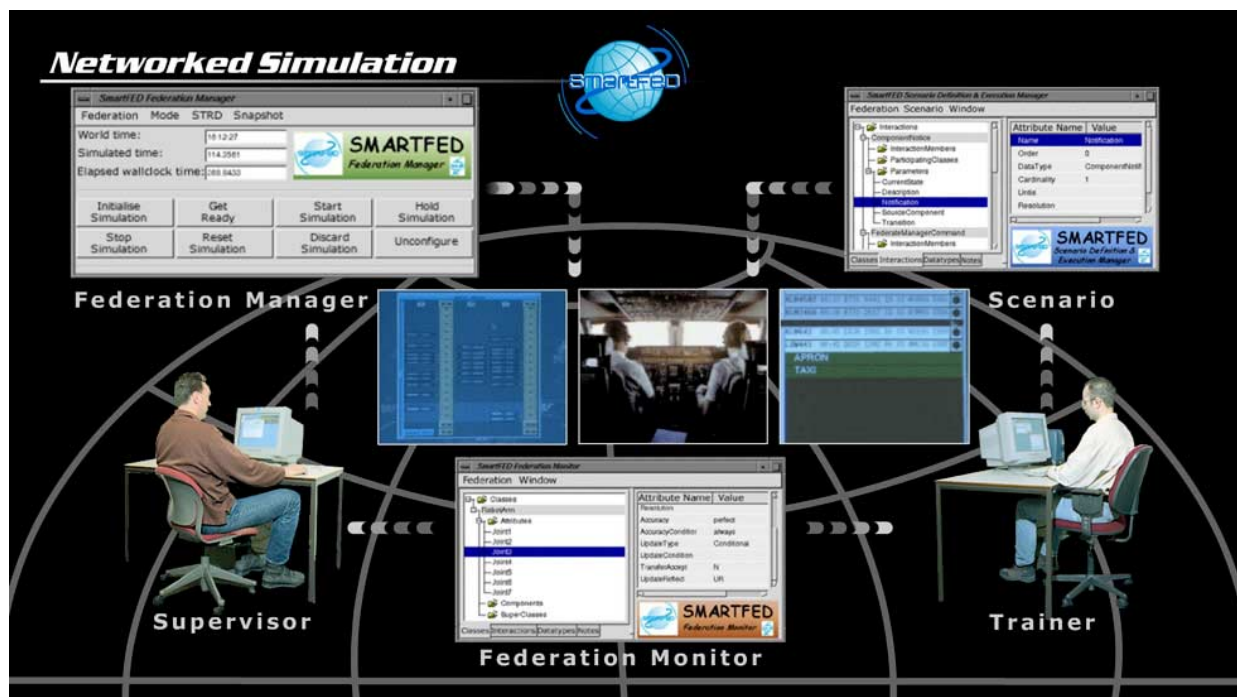 Networked Simulation
SMARTFED
SmartFED Federation Manager
Federation Mode STRD Snapshot
World time:
16:12:27
Simulated time:
114.3561
Elapsed wallclock time:
SMARTFED
Federation Manager
Initialise Simulation
Get Ready
Start Simulation
Hold Simulation
Stop Simulation
Reset Simulation
Discard Simulation
Unconfigure
Federation Manager
SmartFED Scenario Definition & Execution Manager
Federation Scenario Window
Interactions
ComponentNotice
InteractionMembers
ParticipatingClasses
Parameters
CurrentState
Description
Notification
SourceComponent
Transition
FederateManagerCommand
InteractionMembers
Classes Interactions Datatypes Notes
Attribute Name Value
Name Notification
Order 0
DataType ComponentNotif
Cardinality 1
Units
Resolution
SMARTFED
Scenario Definition &
Execution Manager
Scenario
APRON
TAXI
SmartFED Federation Monitor
Federation Window
Classes
RobotArm
Attributes
Joint1
Joint2
Joint3
Joint4
Joint5
Joint6
Joint7
Components
SuperClasses
Classes Interactions Datatypes Notes
Attribute Name Value
Resolution
Accuracy perfect
AccuracyCondition always
UpdateType Conditional
UpdateCondition
TransferAccept N
UpdateReflect UR
SMARTFED
Federation Monitor
Supervisor
Trainer
Federation Monitor